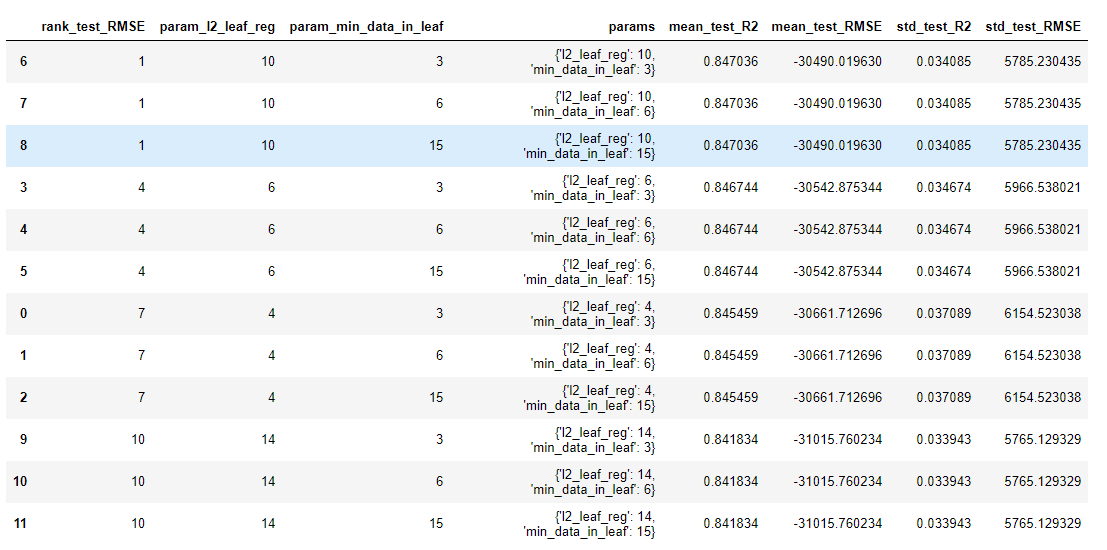 rank_test_RMSE param_l2_leaf_reg param_min_data_in_leaf params mean_test_R2 mean_test_RMSE std_test_R2 std_test_RMSE
6 1 10 3 {'l2_leaf_reg': 10, 'min_data_in_leaf': 3} 0.847036 -30490.019630 0.034085 5785.230435
7 1 10 6 {'l2_leaf_reg': 10, 'min_data_in_leaf': 6} 0.847036 -30490.019630 0.034085 5785.230435
8 1 10 15 {'l2_leaf_reg': 10, 'min_data_in_leaf': 15} 0.847036 -30490.019630 0.034085 5785.230435
3 4 6 3 {'l2_leaf_reg': 6, 'min_data_in_leaf': 3} 0.846744 -30542.875344 0.034674 5966.538021
4 4 6 6 {'l2_leaf_reg': 6, 'min_data_in_leaf': 6} 0.846744 -30542.875344 0.034674 5966.538021
5 4 6 15 {'l2_leaf_reg': 6, 'min_data_in_leaf': 15} 0.846744 -30542.875344 0.034674 5966.538021
0 7 4 3 {'l2_leaf_reg': 4, 'min_data_in_leaf': 3} 0.845459 -30661.712696 0.037089 6154.523038
1 7 4 6 {'l2_leaf_reg': 4, 'min_data_in_leaf': 6} 0.845459 -30661.712696 0.037089 6154.523038
2 7 4 15 {'l2_leaf_reg': 4, 'min_data_in_leaf': 15} 0.845459 -30661.712696 0.037089 6154.523038
9 10 14 3 {'l2_leaf_reg': 14, 'min_data_in_leaf': 3} 0.841834 -31015.760234 0.033943 5765.129329
10 10 14 6 {'l2_leaf_reg': 14, 'min_data_in_leaf': 6} 0.841834 -31015.760234 0.033943 5765.129329
11 10 14 15 {'l2_leaf_reg': 14, 'min_data_in_leaf': 15} 0.841834 -31015.760234 0.033943 5765.129329